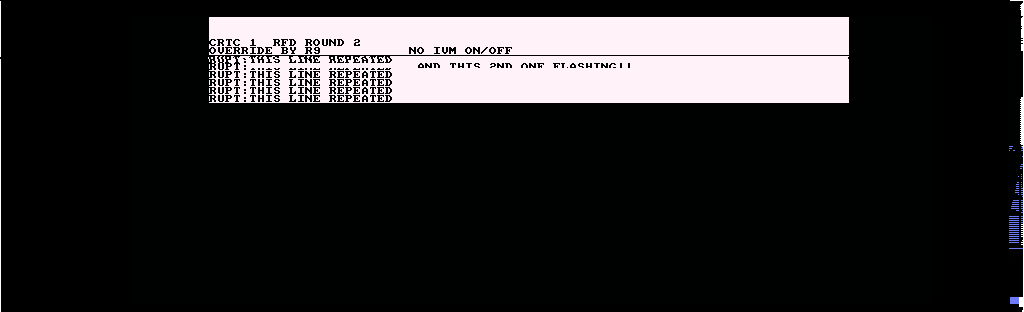 CRTC 1  RFD ROUND 2
OVERRIDE BY R9 NO IVM ON/OFF
RUPT:THIS LINE REPEATED
RUPT: AND THIS 2ND ONE FLASHING!!
RUPT:THIS LINE REPEATED
RUPT:THIS LINE REPEATED
RUPT:THIS LINE REPEATED
RUPT:THIS LINE REPEATED